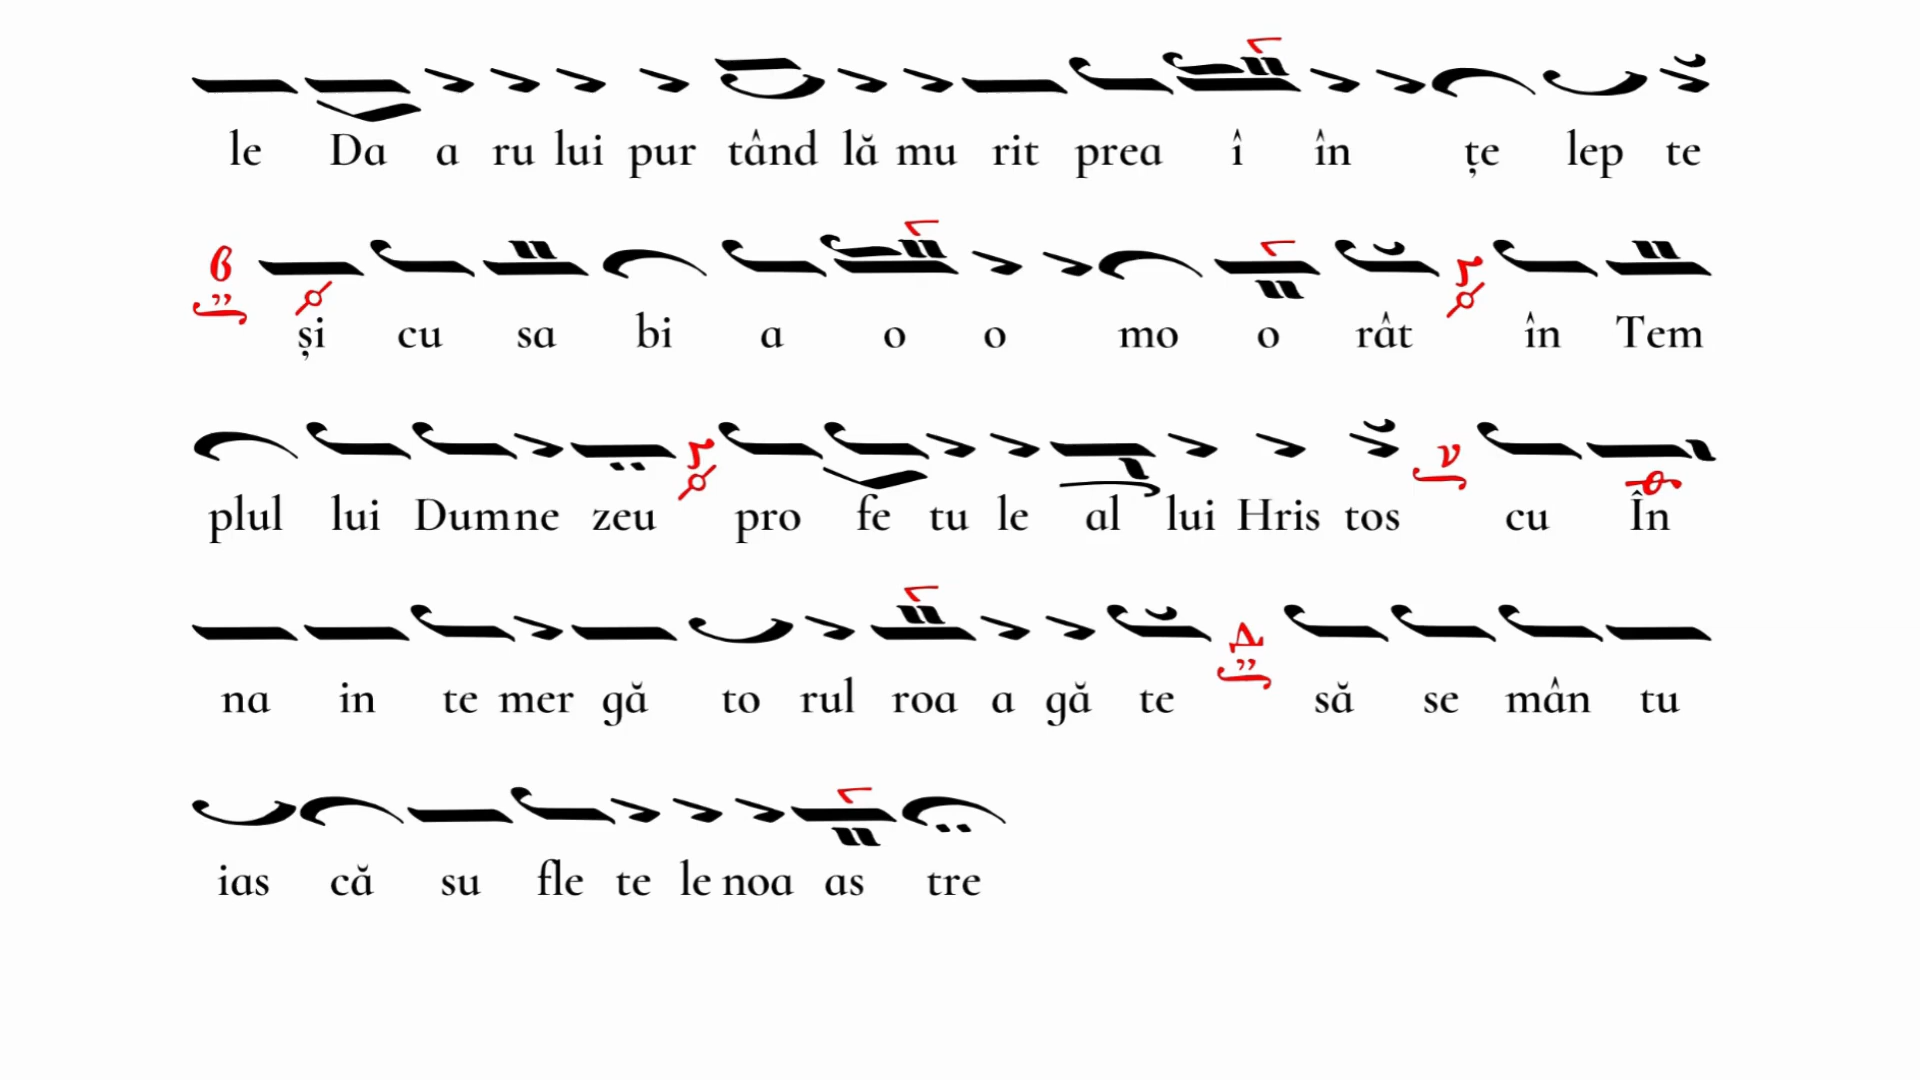 le Da a ru lui pur tând lă mu rit prea î în țe lep te
și cu sa bi a o o mo o rât în Tem
plul lui Dumne zeu pro fe tu le al lui Hris tos cu În
na in te mer gă to rul roa a gă te să se mân tu
ias că su fle te le noa as tre